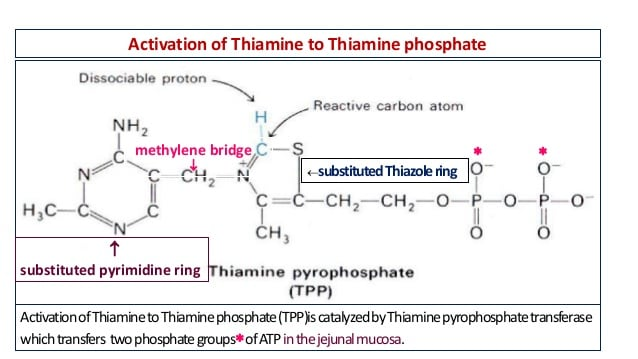 Activation of Thiamine to Thiamine phosphate
Dissociable proton
Reactive carbon atom
H
NH2
methylene bridge
C
S
*
*
C
N
C
CH2
N
+
←substituted Thiazole ring
O−
O−
H3C—C
C
C=C—CH2—CH2—O—P—O—P—O−
N
CH3
O
O
↑
substituted pyrimidine ring
Thiamine pyrophosphate
(TPP)
Activation of Thiamine to Thiamine phosphate (TPP)is catalyzed by Thiamine pyrophosphate transferase
which transfers two phosphate groups* of ATP in the jejunal mucosa.